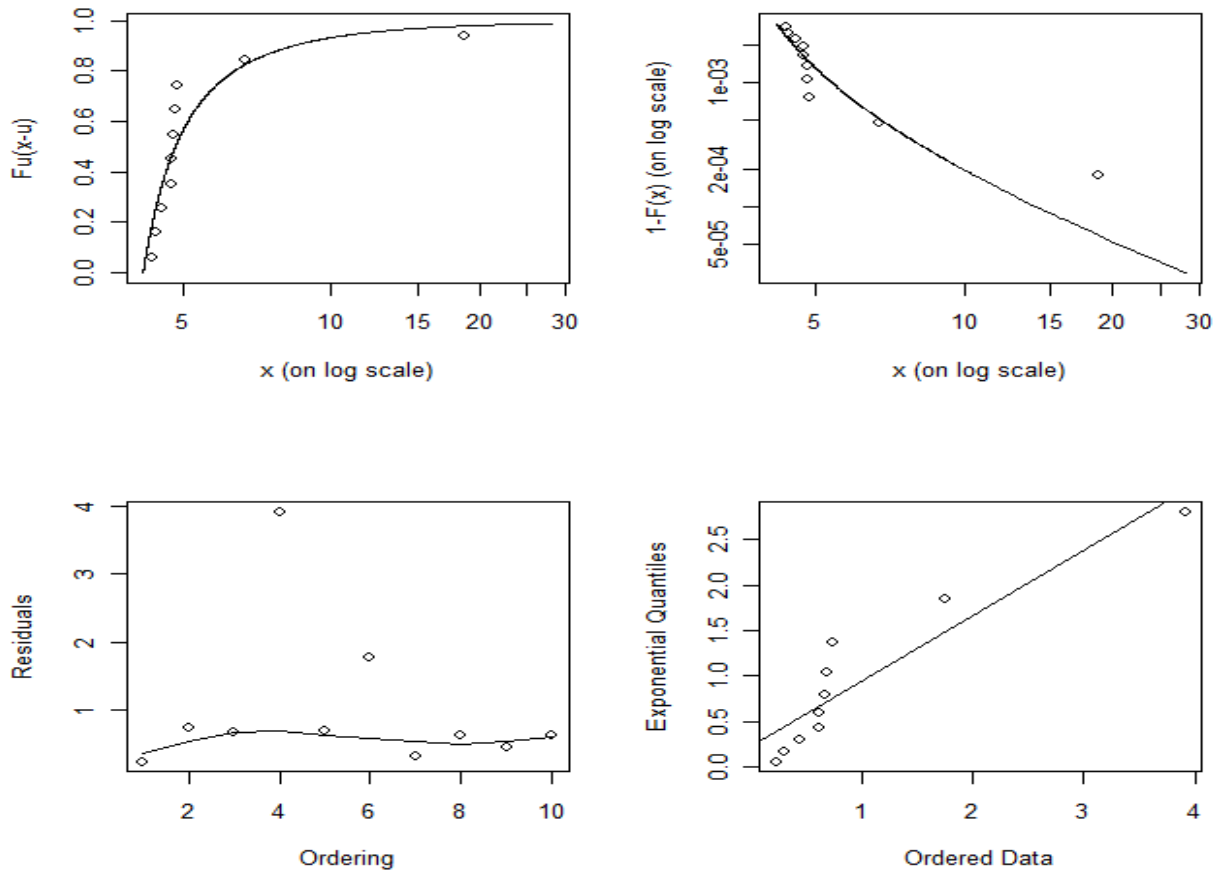 Fu(x-u)
0.0 0.2 0.4 0.6 0.8 1.0
5 10 15 20 30
x (on log scale)
1-F(x) (on log scale)
5e-05 2e-04 1e-03
5 10 15 20 30
x (on log scale)
Residuals
1 2 3 4
2 4 6 8 10
Ordering
Exponential Quantiles
0.0 0.5 1.0 1.5 2.0 2.5
1 2 3 4
Ordered Data